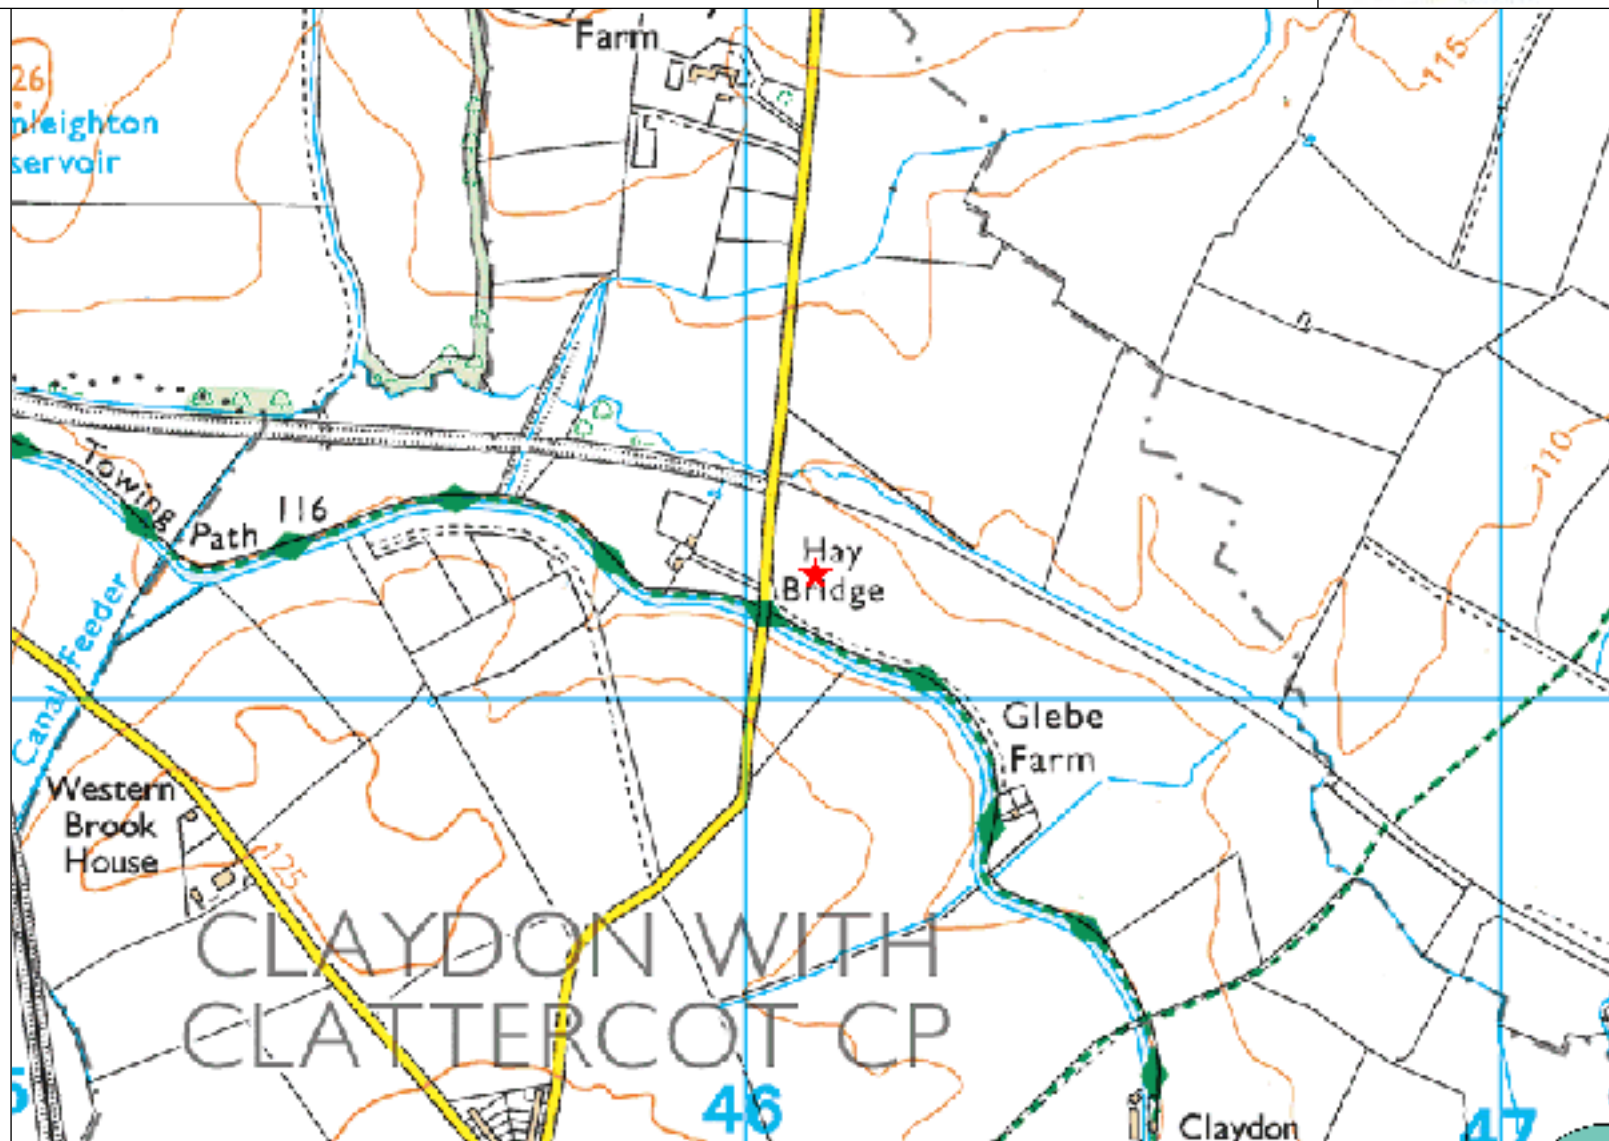 Farm
26
nleighton
servoir
115
110
Towing
Path
116
Hay
Bridge
Canal Feeder
Glebe
Farm
Western
Brook
House
125
CLAYDON WITH
CLATTERCOT CP
5
46
47
Claydon